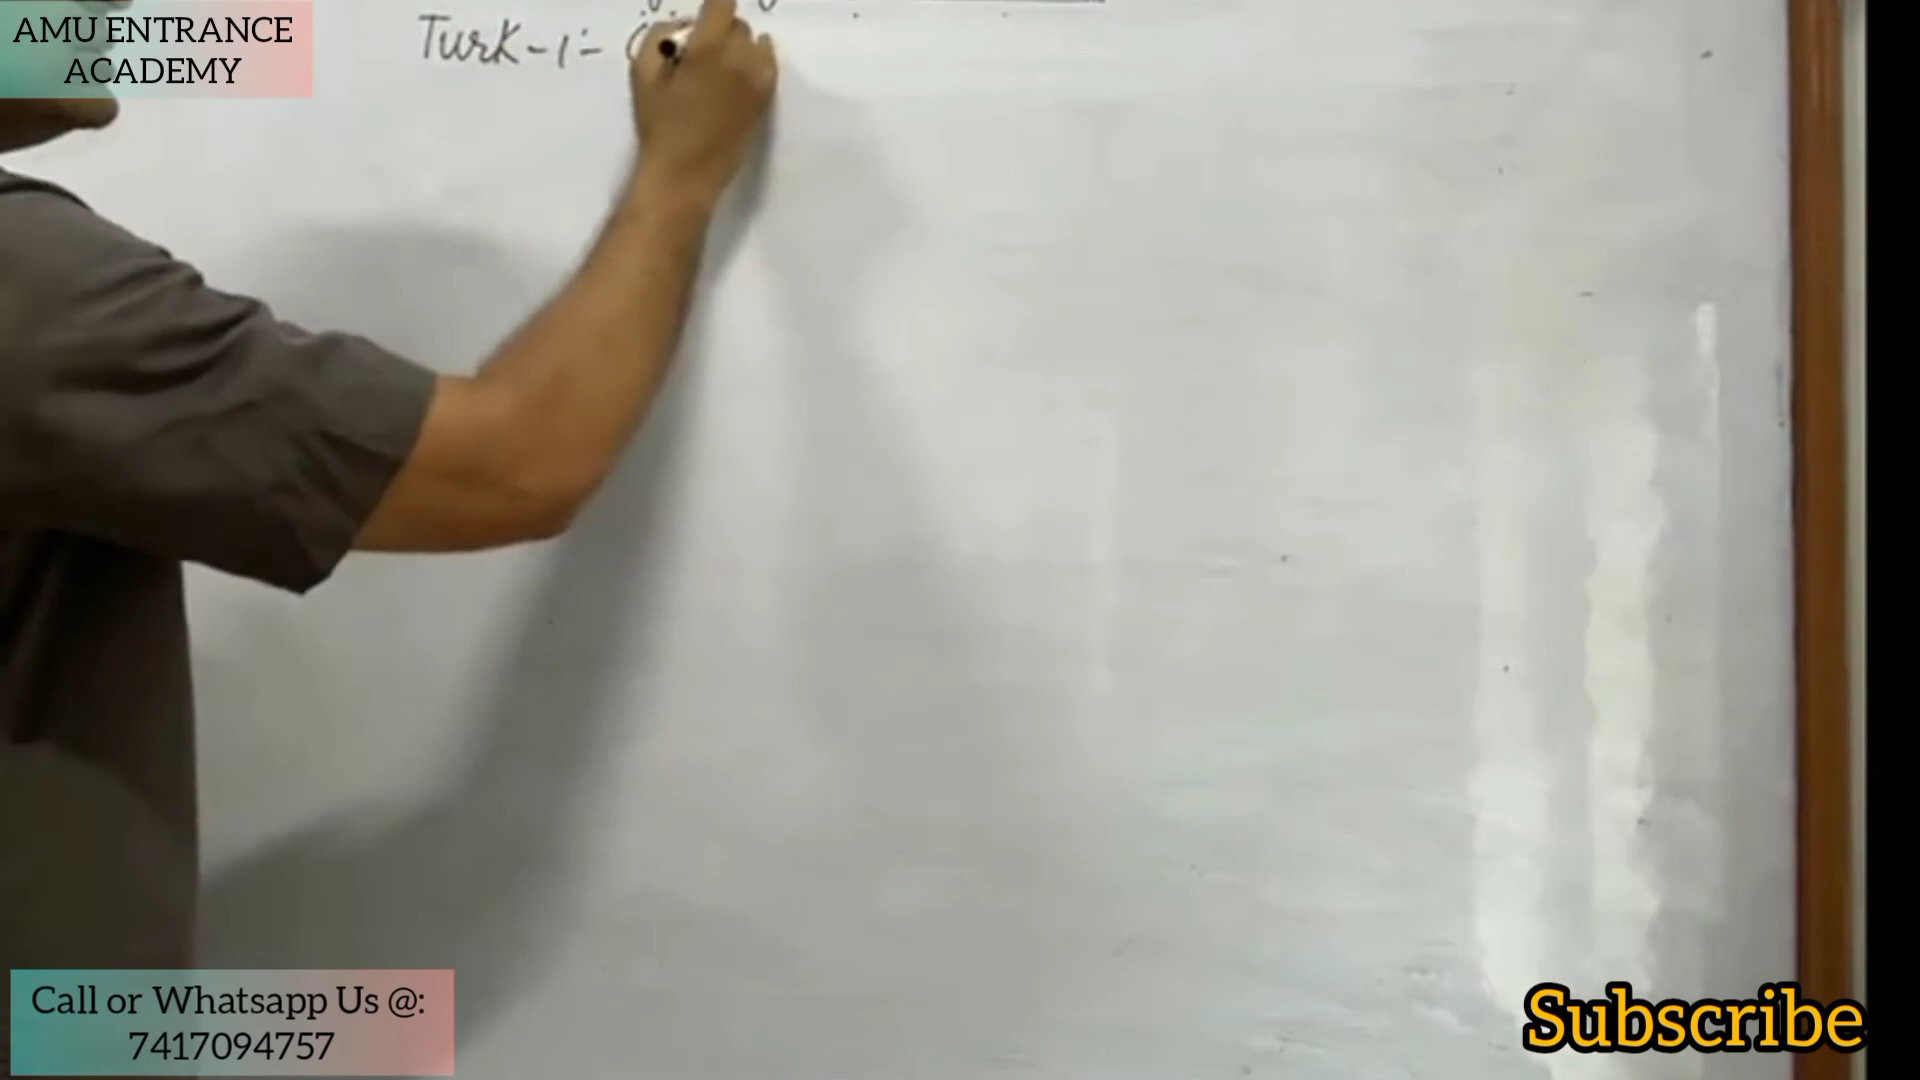 AMU ENTRANCE
ACADEMY
Turk-1:-
Call or Whatsapp Us @:
7417094757
Subscribe